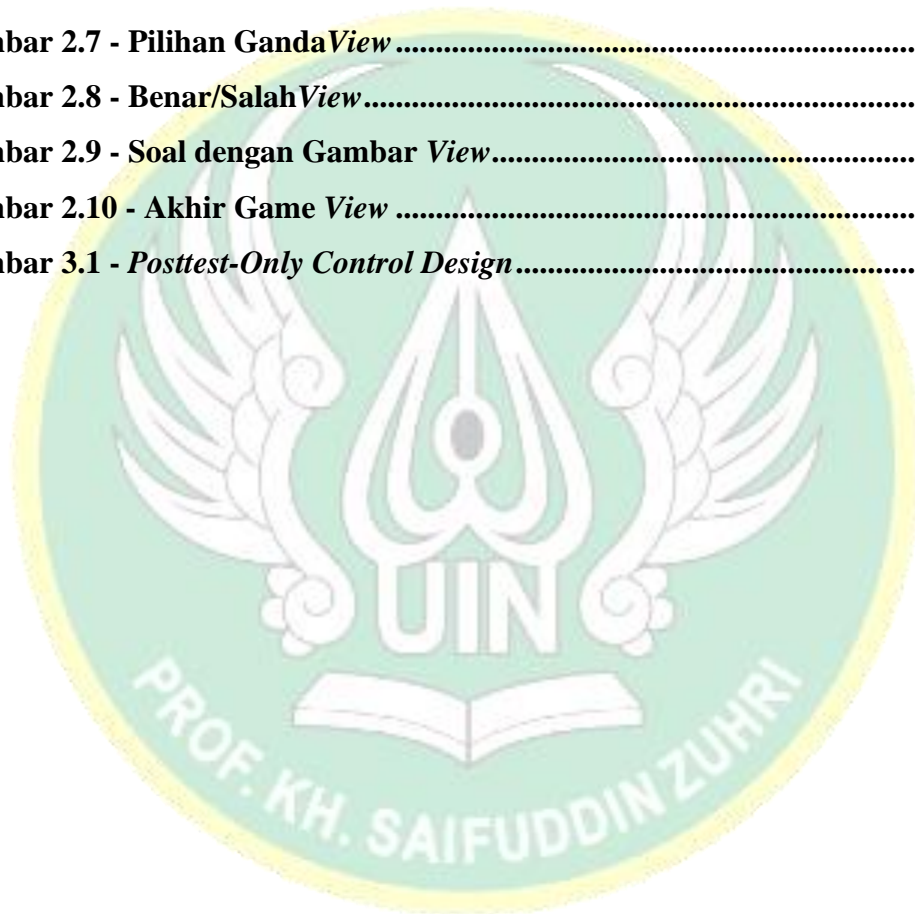 mbar 2.7 - Pilihan GandaView ........................................................................
mbar 2.8 - Benar/SalahView ............................................................................
mbar 2.9 - Soal dengan Gambar View ..........................................................
mbar 2.10 - Akhir Game View ........................................................................
mbar 3.1 - Posttest-Only Control Design .......................................................
UIN
PROF. KH. SAIFUDDIN ZUHRI